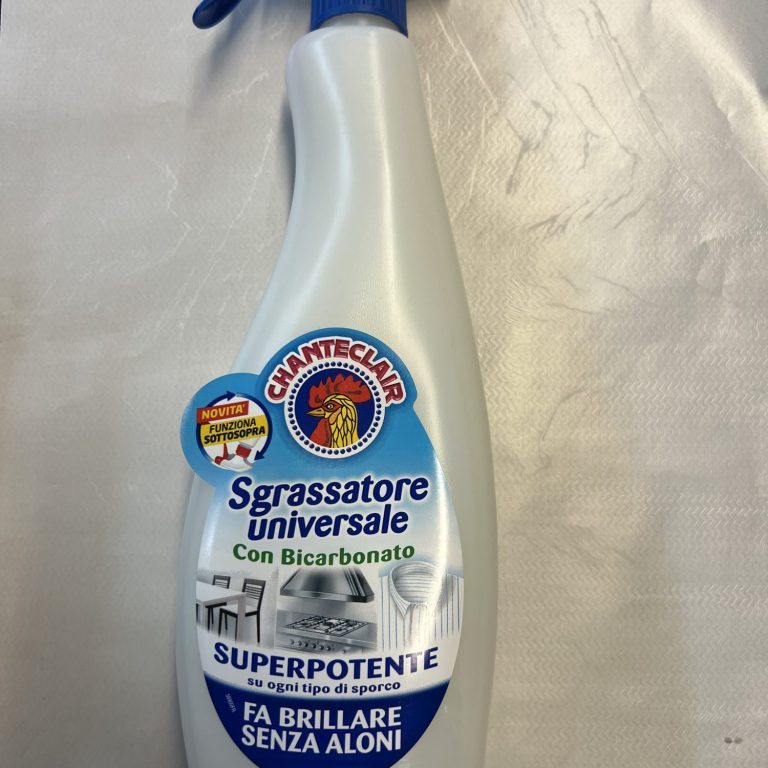 CHANTECLAIR
NOVITA'
FUNZIONA
SOTTOSOPRA
Sgrassatore
universale
Con Bicarbonato
SUPERPOTENTE
su ogni tipo di sporco
FA BRILLARE
SENZA ALONI